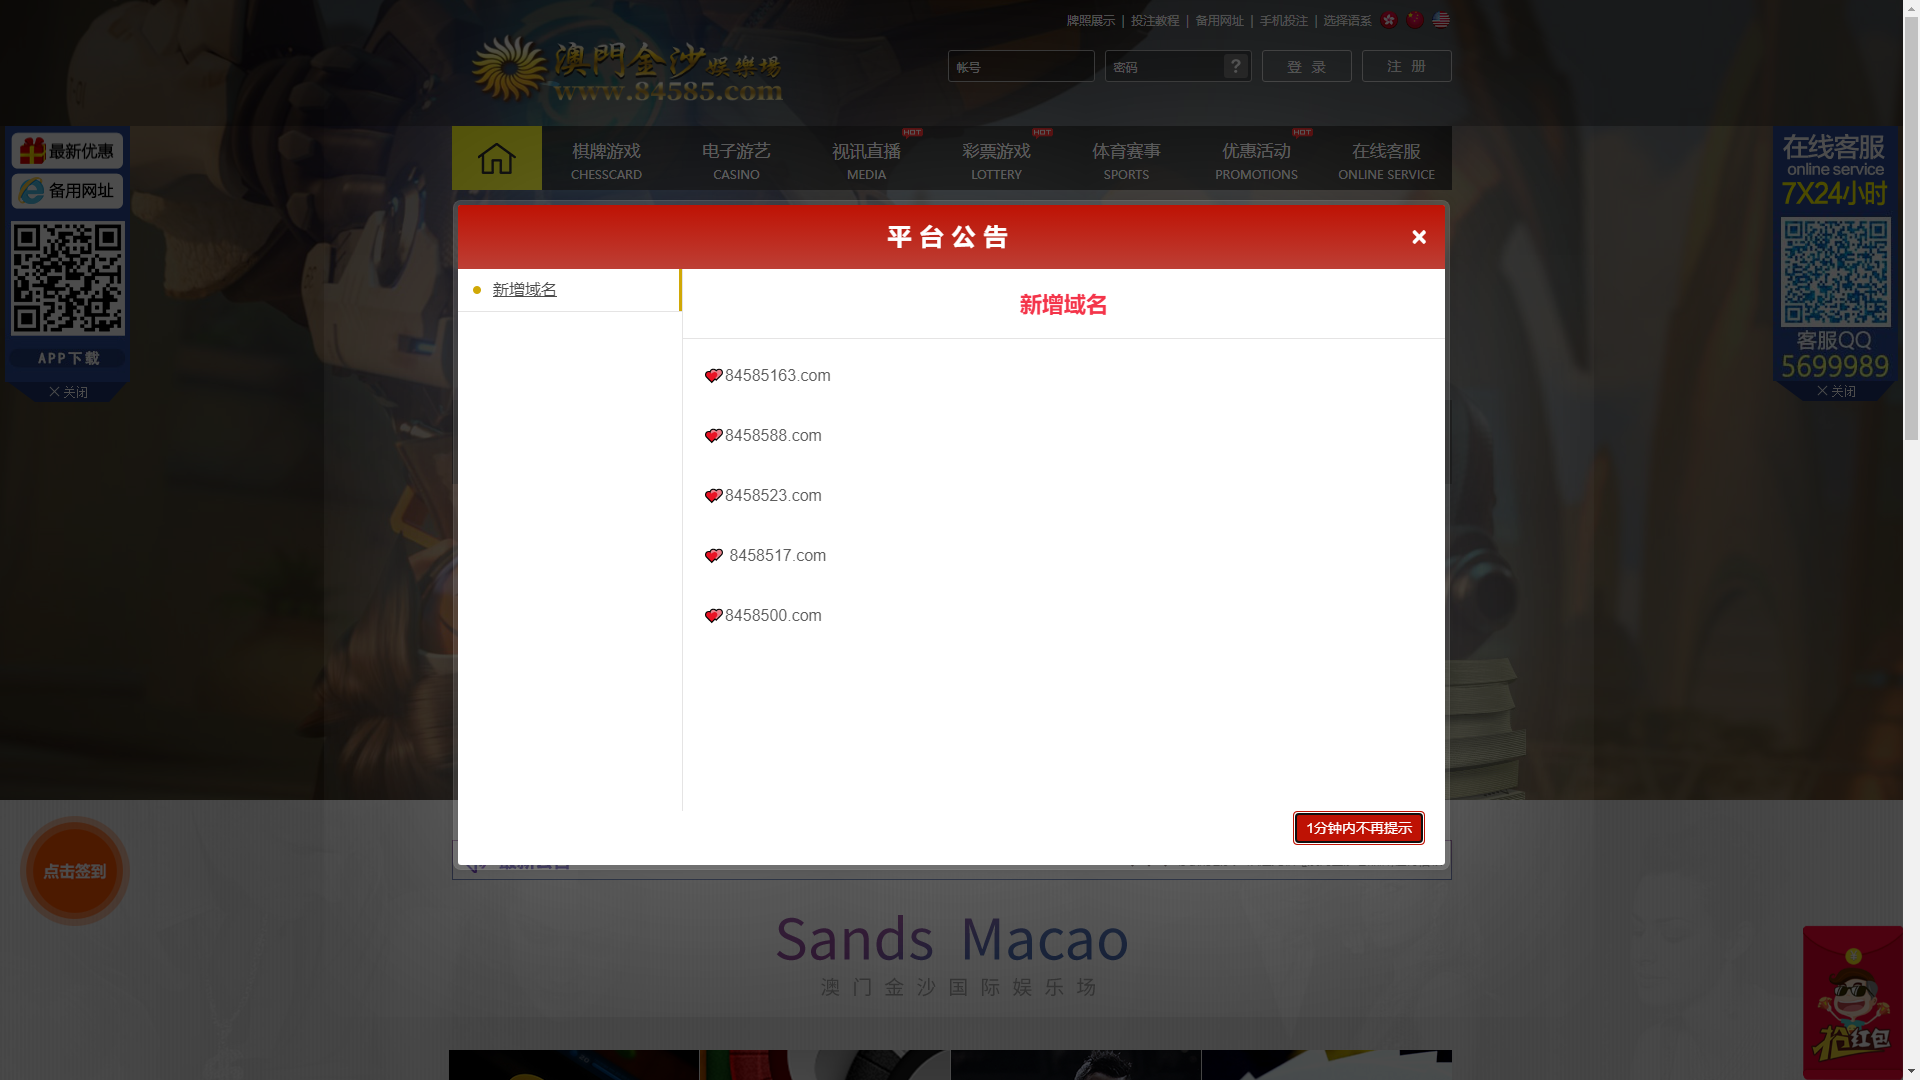 牌照展示 | 投注教程 | 备用网址 | 手机投注 | 选择语系
澳門金沙娱樂場
www.84585.com
帐号
密码
?
登 录
注 册
棋牌游戏
CHESSCARD
电子游艺
CASINO
视讯直播
MEDIA
HOT
彩票游戏
LOTTERY
HOT
体育赛事
SPORTS
优惠活动
PROMOTIONS
HOT
在线客服
ONLINE SERVICE
最新优惠
备用网址
APP下载
关闭
在线客服
online service
7X24小时
客服QQ
5699989
关闭
平台公告
新增域名
新增域名
84585163.com
8458588.com
8458523.com
8458517.com
8458500.com
1分钟内不再提示
点击签到
Sands Macao
澳门金沙国际娱乐场
抢红包